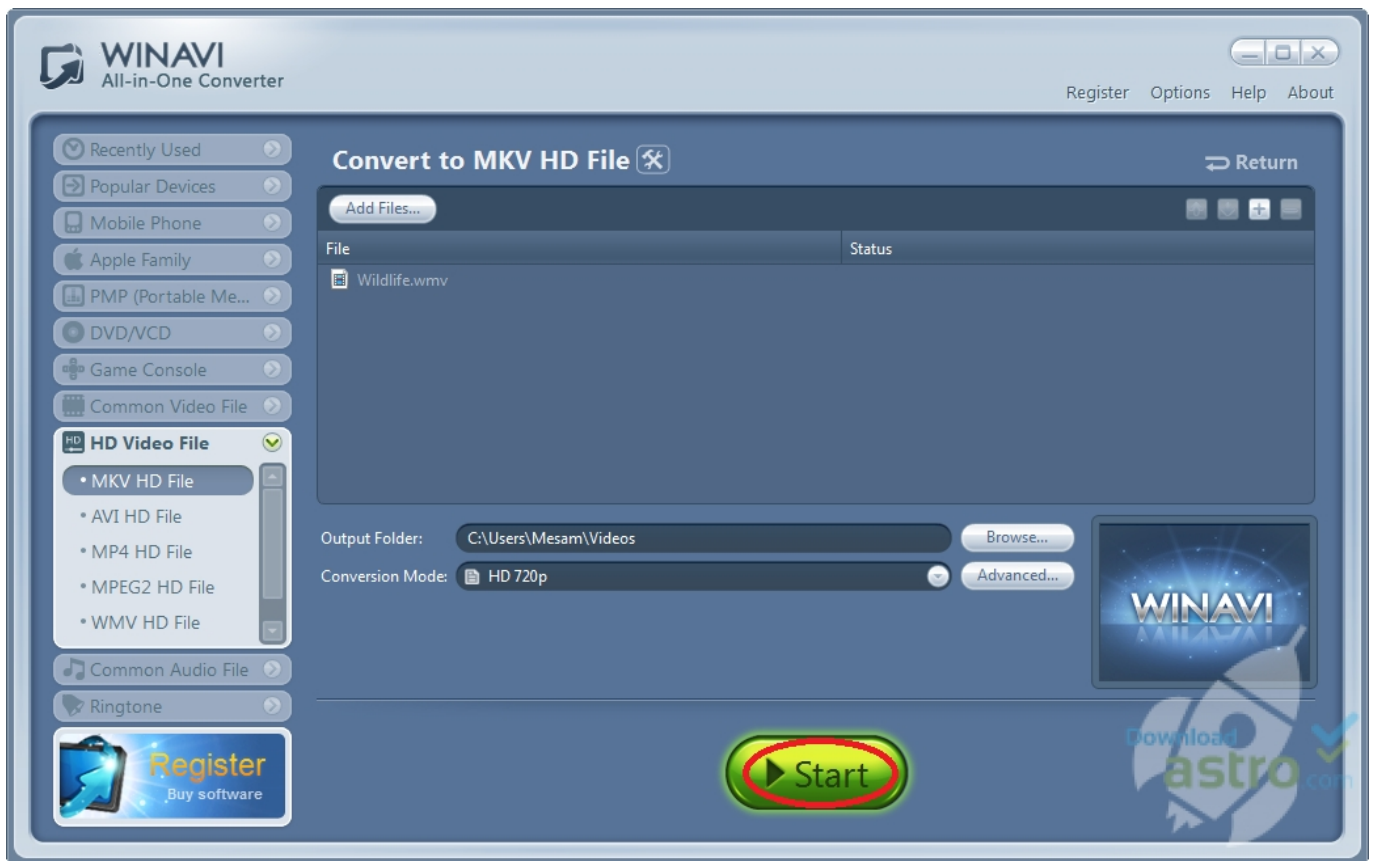 WINAVI
All-in-One Converter
Register Options Help About
Recently Used
Popular Devices
Mobile Phone
Apple Family
PMP (Portable Me...
DVD/VCD
Game Console
Common Video File
HD
HD Video File
• MKV HD File
• AVI HD File
• MP4 HD File
• MPEG2 HD File
• WMV HD File
Common Audio File
Ringtone
Register
Buy software
Convert to MKV HD File
Return
Add Files...
File Status
Wildlife.wmv
Output Folder: C:\Users\Mesam\Videos Browse...
Conversion Mode: HD 720p Advanced...
WINAVI
Start
Download
astro.com